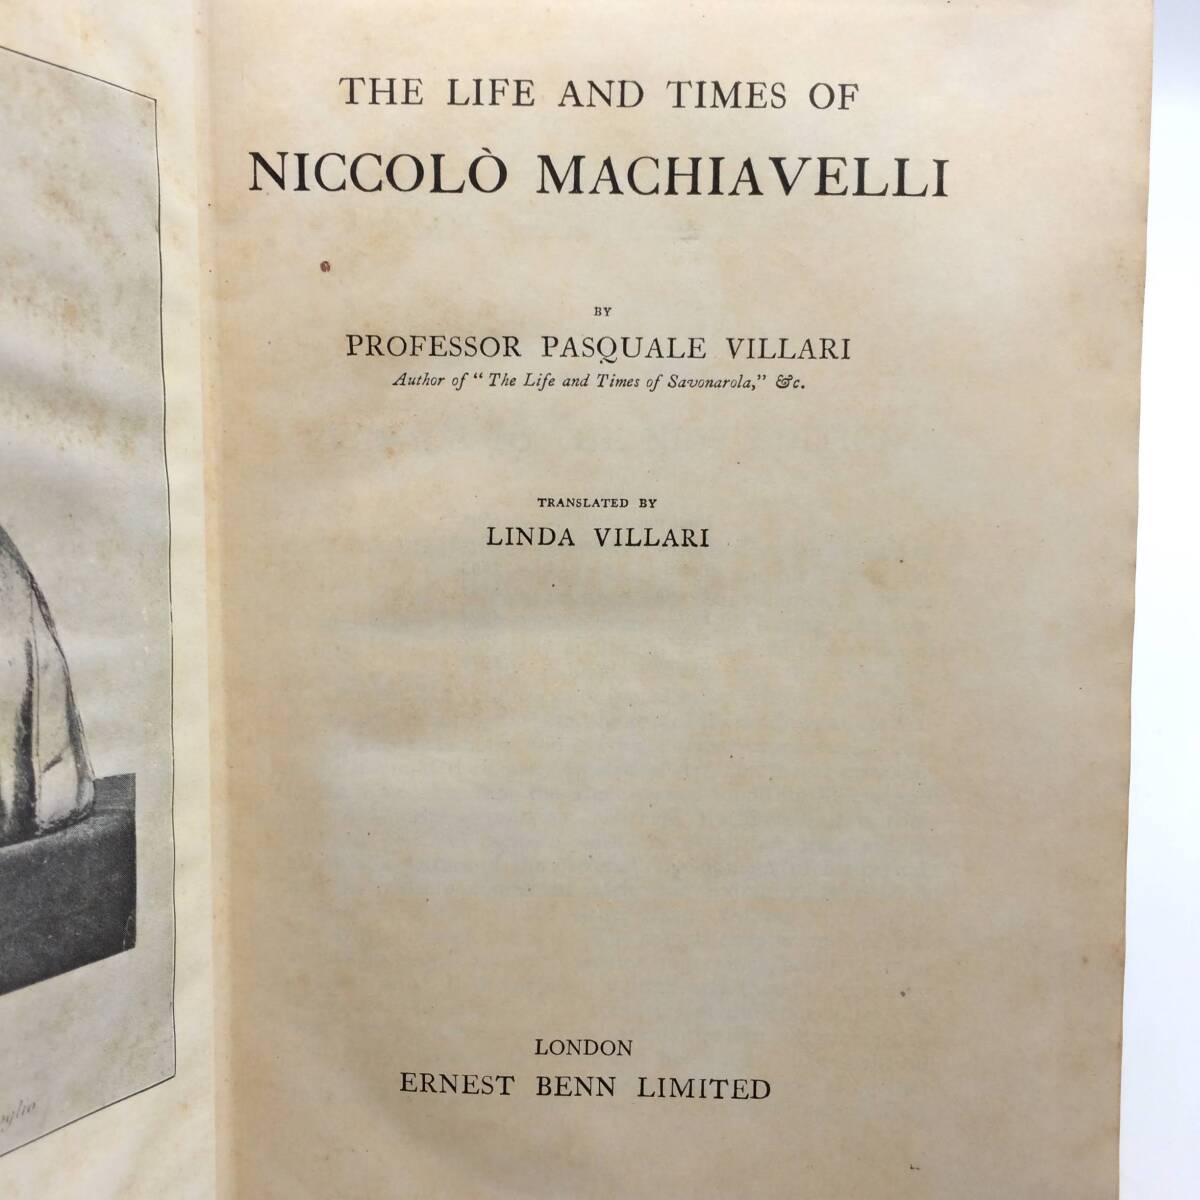 THE LIFE AND TIMES OF
NICCOLÒ MACHIAVELLI
BY
PROFESSOR PASQUALE VILLARI
Author of “The Life and Times of Savonarola,” &c.
TRANSLATED BY
LINDA VILLARI
LONDON
ERNEST BENN LIMITED